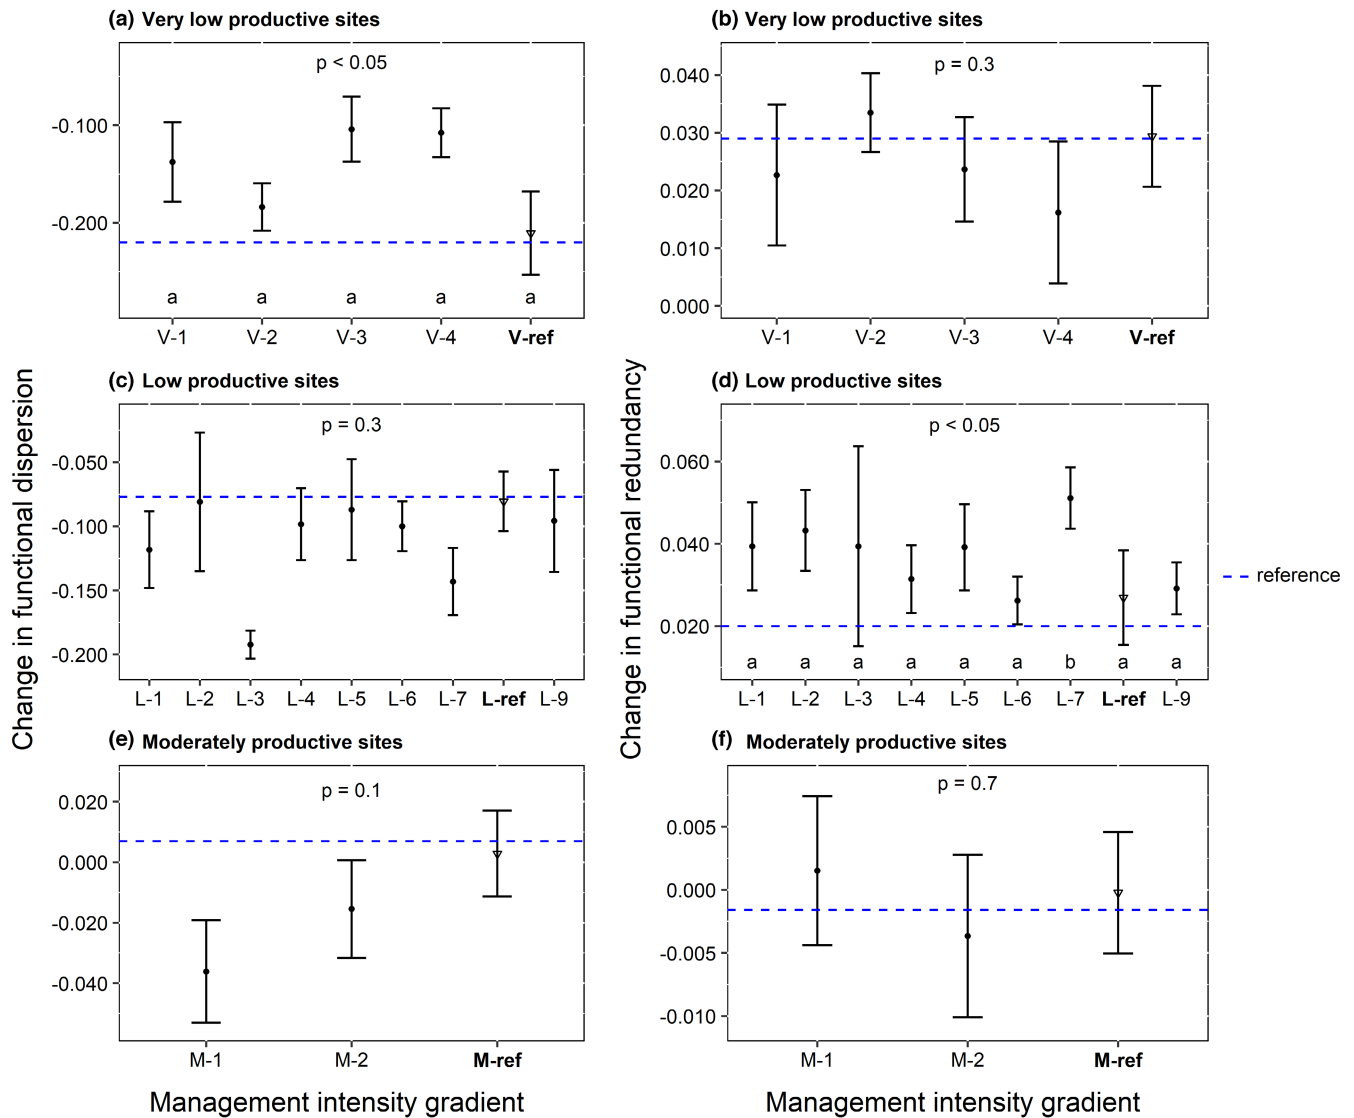 (a) Very low productive sites
p < 0.05
-0.100
-0.200
a a a a a
V-1 V-2 V-3 V-4 V-ref
(b) Very low productive sites
p = 0.3
0.040
0.030
0.020
0.010
0.000
V-1 V-2 V-3 V-4 V-ref
Change in functional dispersion
(c) Low productive sites
p = 0.3
-0.050
-0.100
-0.150
-0.200
L-1 L-2 L-3 L-4 L-5 L-6 L-7 L-ref L-9
Change in functional redundancy
(d) Low productive sites
p < 0.05
0.060
0.040
0.020
a a a a a a b a a
L-1 L-2 L-3 L-4 L-5 L-6 L-7 L-ref L-9
reference
(e) Moderately productive sites
p = 0.1
0.020
0.000
-0.020
-0.040
M-1 M-2 M-ref
Management intensity gradient
(f) Moderately productive sites
p = 0.7
0.005
0.000
-0.005
-0.010
M-1 M-2 M-ref
Management intensity gradient